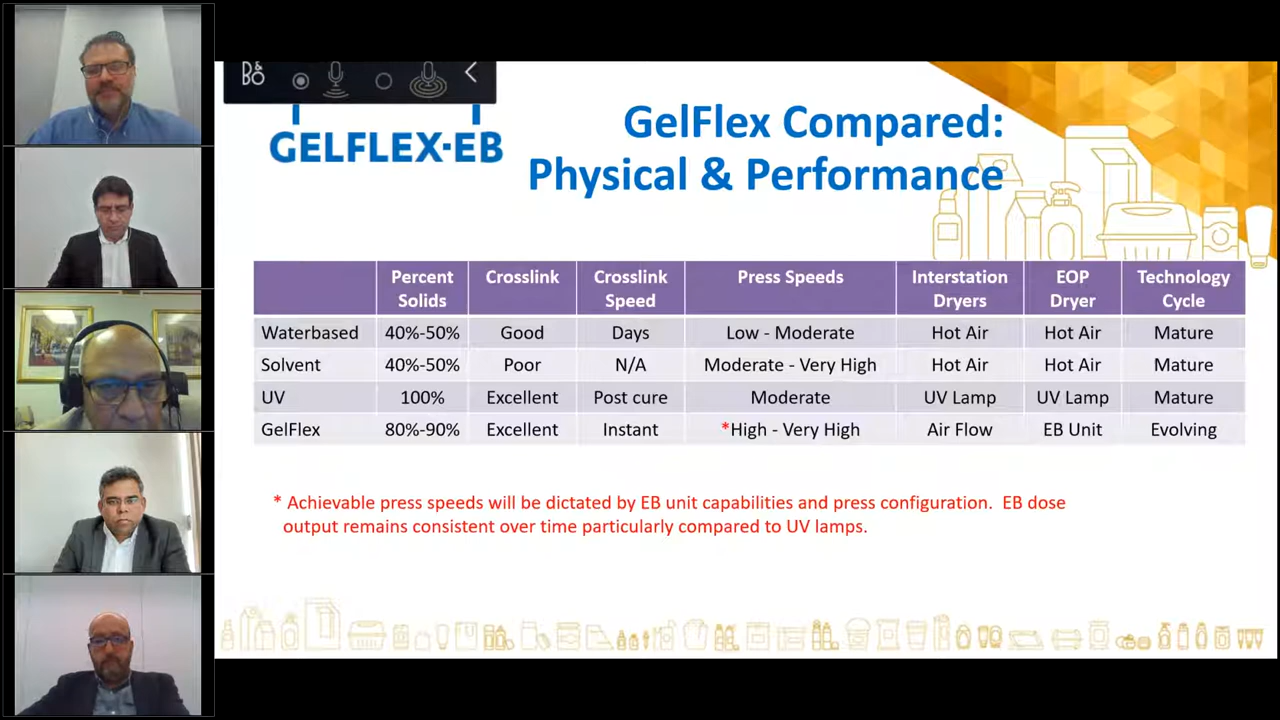 D&
BO
GELFLEX·EB
GelFlex Compared:
Physical & Performance
Percent Solids Crosslink Crosslink Speed Press Speeds Interstation Dryers EOP Dryer Technology Cycle
Waterbased 40%-50% Good Days Low - Moderate Hot Air Hot Air Mature
Solvent 40%-50% Poor N/A Moderate - Very High Hot Air Hot Air Mature
UV 100% Excellent Post cure Moderate UV Lamp UV Lamp Mature
GelFlex 80%-90% Excellent Instant *High - Very High Air Flow EB Unit Evolving
* Achievable press speeds will be dictated by EB unit capabilities and press configuration. EB dose
output remains consistent over time particularly compared to UV lamps.